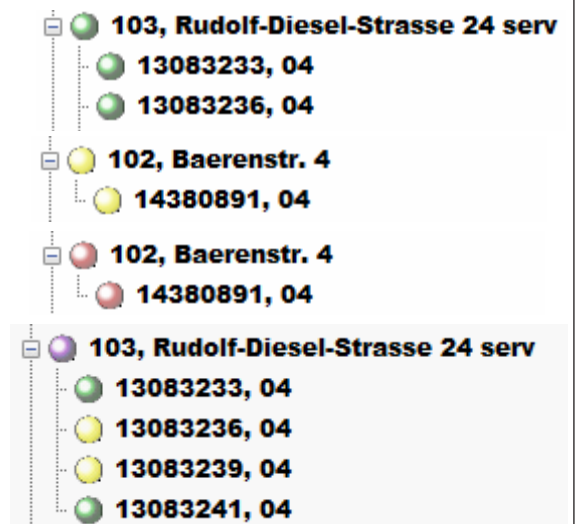 103, Rudolf-Diesel-Strasse 24 serv
13083233, 04
13083236, 04
102, Baerenstr. 4
14380891, 04
102, Baerenstr. 4
14380891, 04
103, Rudolf-Diesel-Strasse 24 serv
13083233, 04
13083236, 04
13083239, 04
13083241, 04